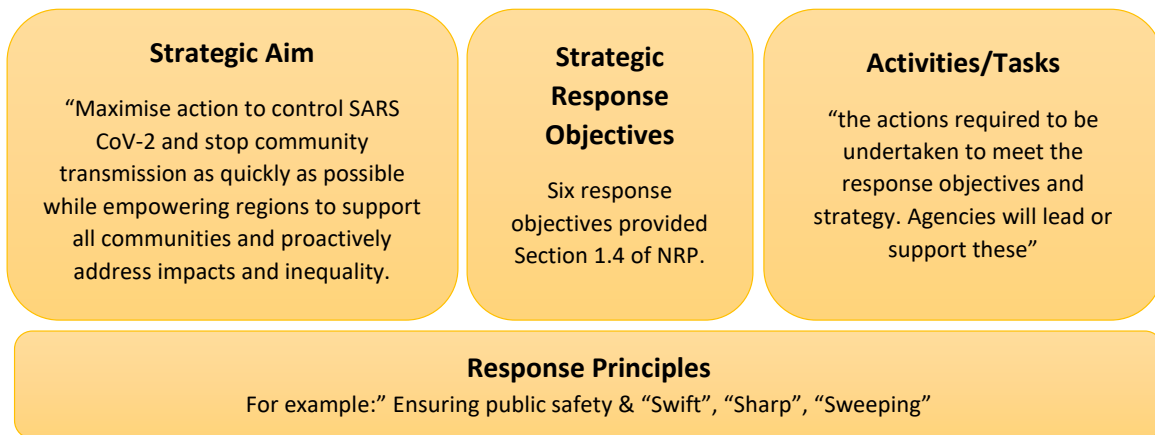 Strategic Aim
“Maximise action to control SARS
CoV-2 and stop community
transmission as quickly as possible
while empowering regions to support
all communities and proactively
address impacts and inequality.
Strategic
Response
Objectives
Six response
objectives provided
Section 1.4 of NRP.
Activities/Tasks
“the actions required to be
undertaken to meet the
response objectives and
strategy. Agencies will lead or
support these”
Response Principles
For example:” Ensuring public safety & “Swift”, “Sharp”, “Sweeping”